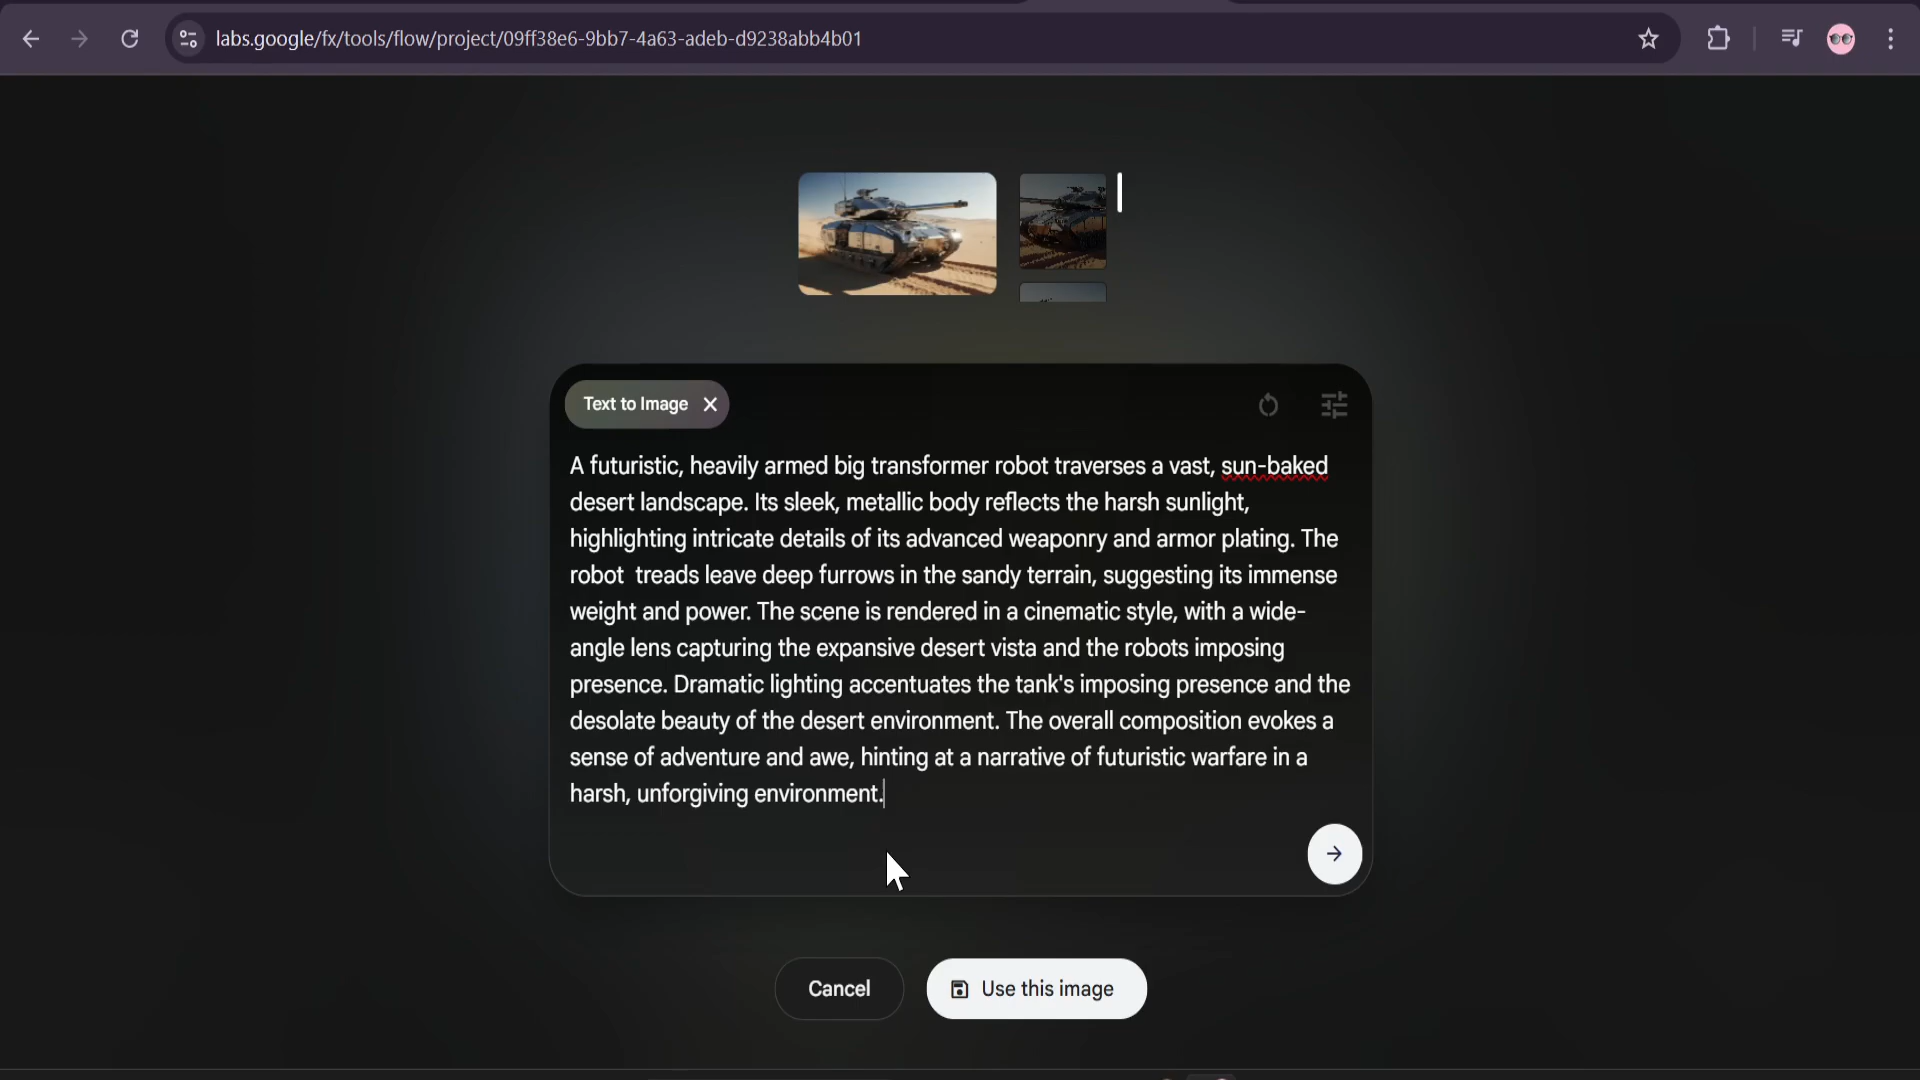 labs.google/fx/tools/flow/project/09ff38e6-9bb7-4a63-adeb-d9238abb4b01
Text to Image
A futuristic, heavily armed big transformer robot traverses a vast, sun-baked
desert landscape. Its sleek, metallic body reflects the harsh sunlight,
highlighting intricate details of its advanced weaponry and armor plating. The
robot  treads leave deep furrows in the sandy terrain, suggesting its immense
weight and power. The scene is rendered in a cinematic style, with a wide-
angle lens capturing the expansive desert vista and the robots imposing
presence. Dramatic lighting accentuates the tank's imposing presence and the
desolate beauty of the desert environment. The overall composition evokes a
sense of adventure and awe, hinting at a narrative of futuristic warfare in a
harsh, unforgiving environment.
Cancel
Use this image